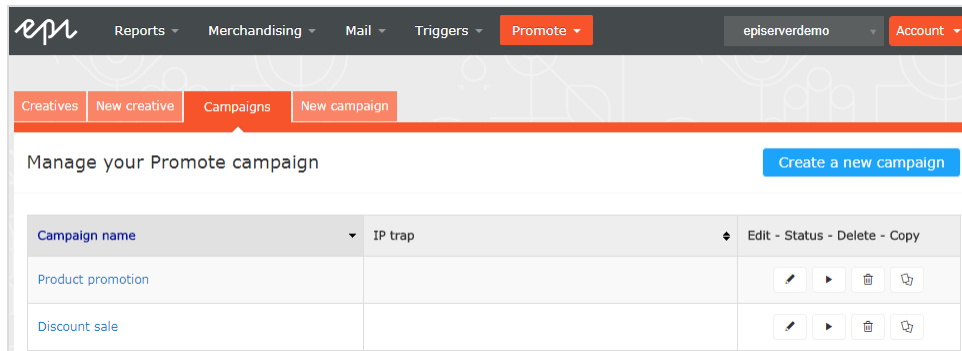 epi Reports Merchandising Mail Triggers Promote episerverdemo Account
Creatives New creative Campaigns New campaign
Manage your Promote campaign Create a new campaign
Campaign name IP trap Edit - Status - Delete - Copy
Product promotion
Discount sale